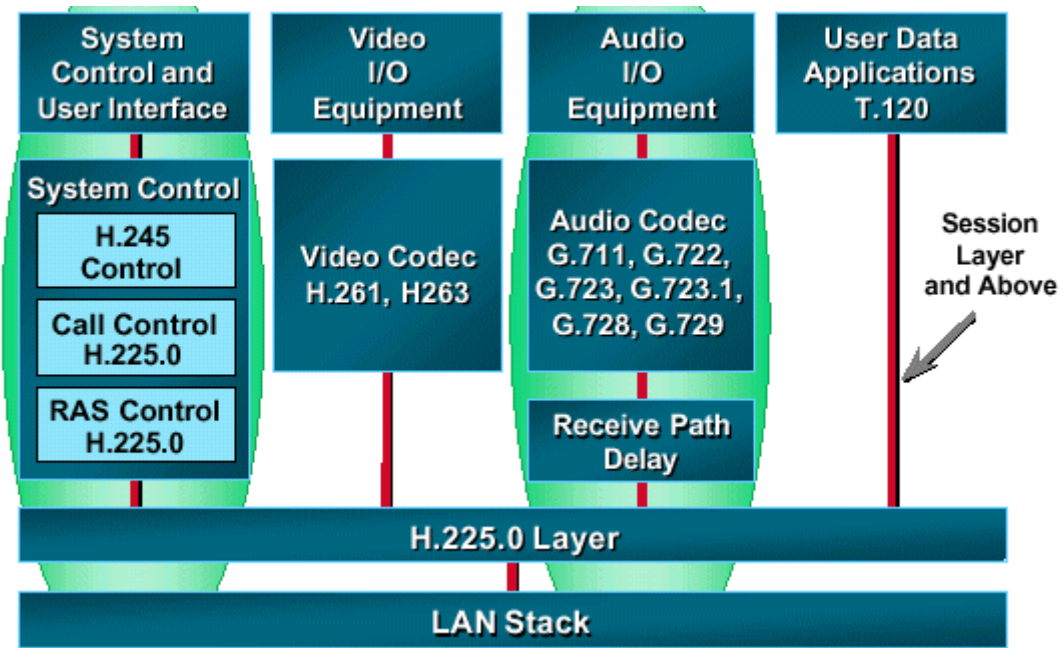 System
Control and
User Interface
Video
I/O
Equipment
Audio
I/O
Equipment
User Data
Applications
T.120
System Control
H.245
Control
Call Control
H.225.0
RAS Control
H.225.0
Video Codec
H.261, H263
Audio Codec
G.711, G.722,
G.723, G.723.1,
G.728, G.729
Receive Path
Delay
Session
Layer
and Above
H.225.0 Layer
LAN Stack